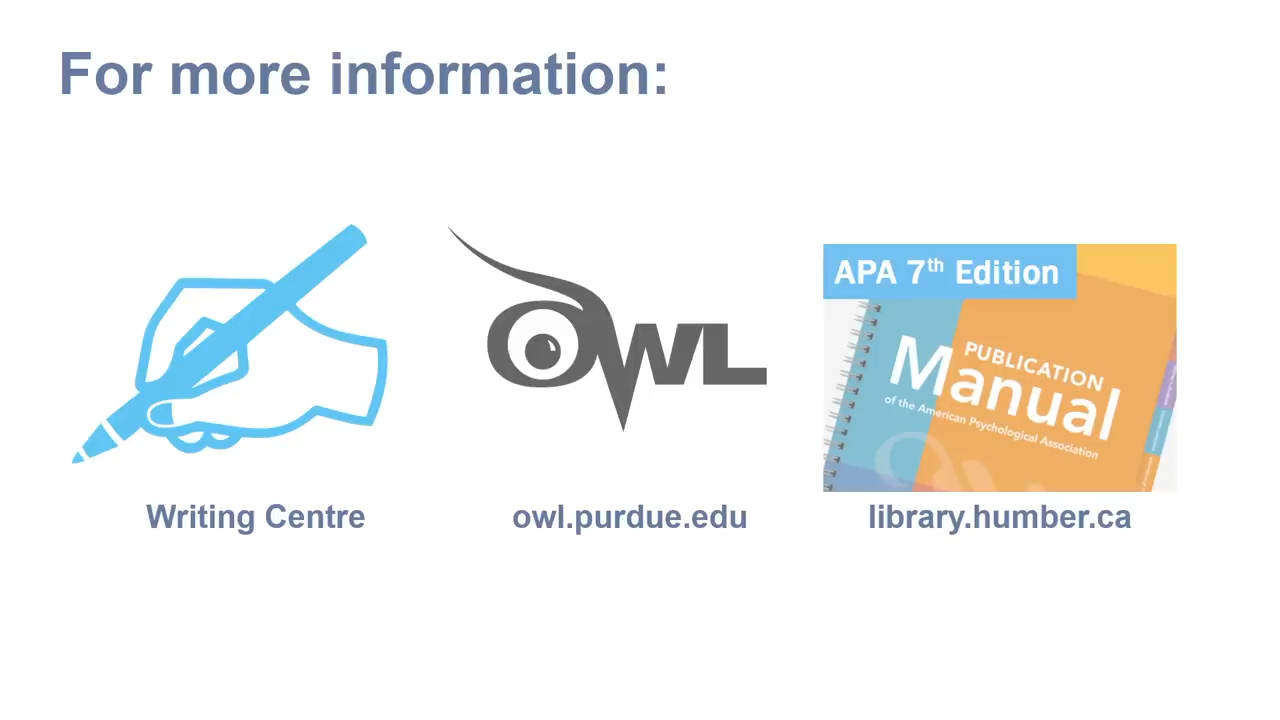 For more information:
OWL
APA 7th Edition
PUBLICATION
Manual
of the American Psychological Association
Writing Centre
owl.purdue.edu
library.humber.ca